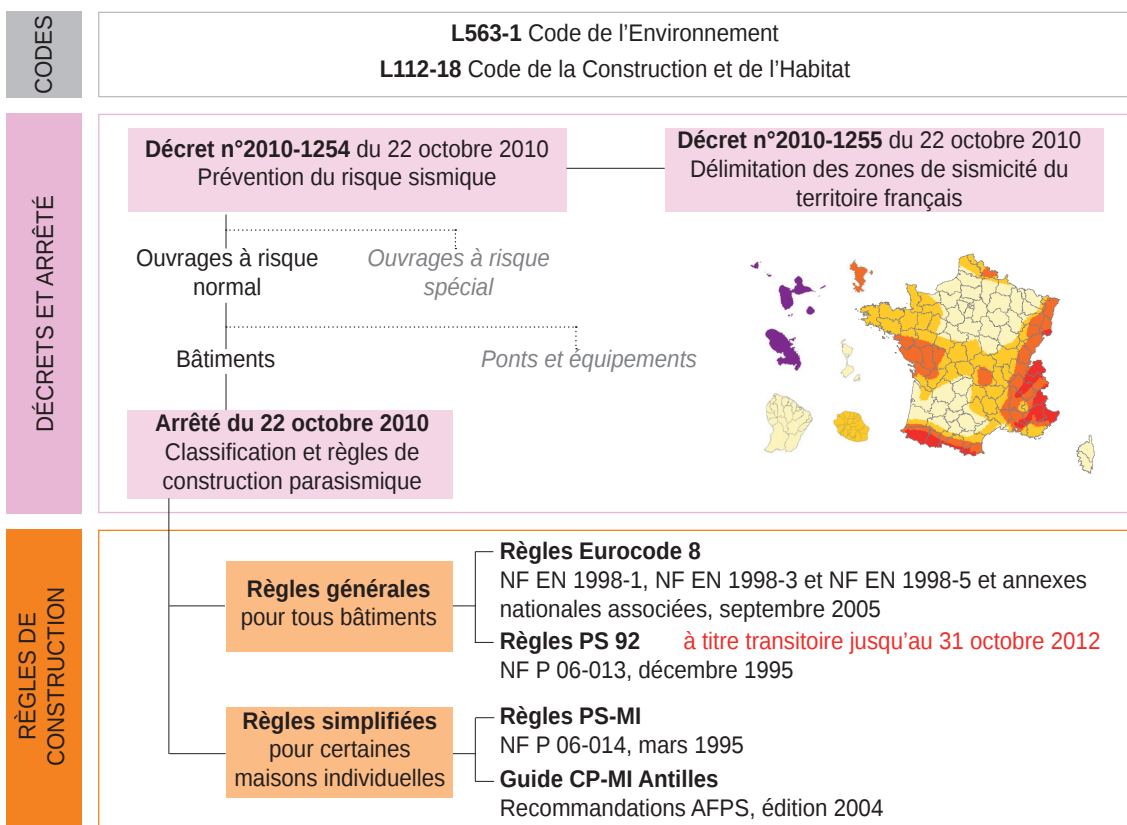 CODES
L563-1 Code de l’Environnement
L112-18 Code de la Construction et de l’Habitat
DÉCRETS ET ARRÊTÉ
Décret n°2010-1254 du 22 octobre 2010
Prévention du risque sismique
Décret n°2010-1255 du 22 octobre 2010
Délimitation des zones de sismicité du
territoire français
Ouvrages à risque
normal
Ouvrages à risque
spécial
Bâtiments
Ponts et équipements
Arrêté du 22 octobre 2010
Classification et règles de
construction parasismique
RÈGLES DE
CONSTRUCTION
Règles générales
pour tous bâtiments
Règles Eurocode 8
NF EN 1998-1, NF EN 1998-3 et NF EN 1998-5 et annexes
nationales associées, septembre 2005
Règles PS 92 à titre transitoire jusqu’au 31 octobre 2012
NF P 06-013, décembre 1995
Règles simplifiées
pour certaines
maisons individuelles
Règles PS-MI
NF P 06-014, mars 1995
Guide CP-MI Antilles
Recommandations AFPS, édition 2004